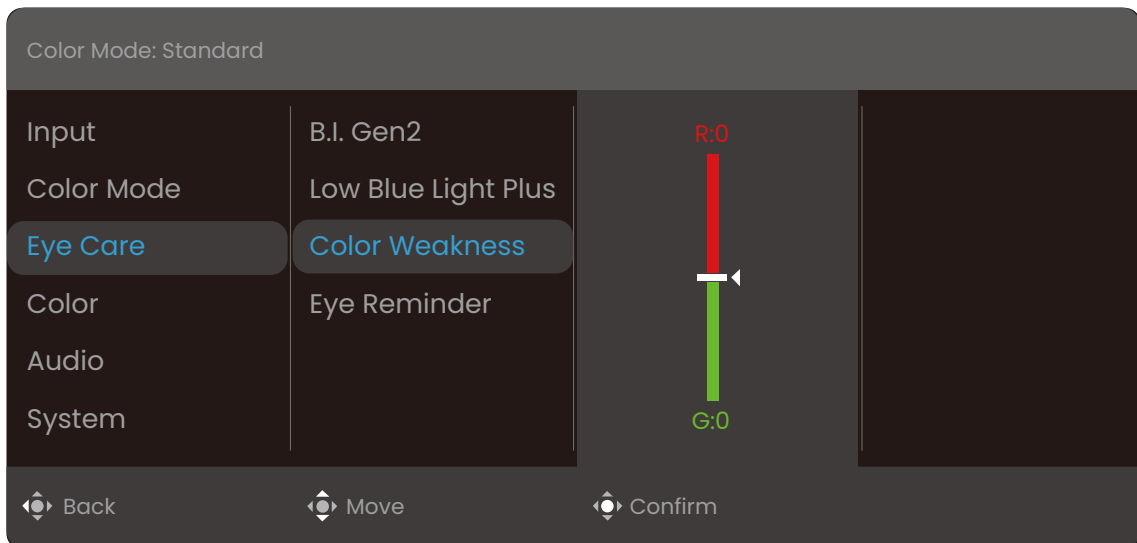 Color Mode: Standard
Input
Color Mode
Eye Care
Color
Audio
System
B.I. Gen2
Low Blue Light Plus
Color Weakness
Eye Reminder
R:0
G:0
Back
Move
Confirm